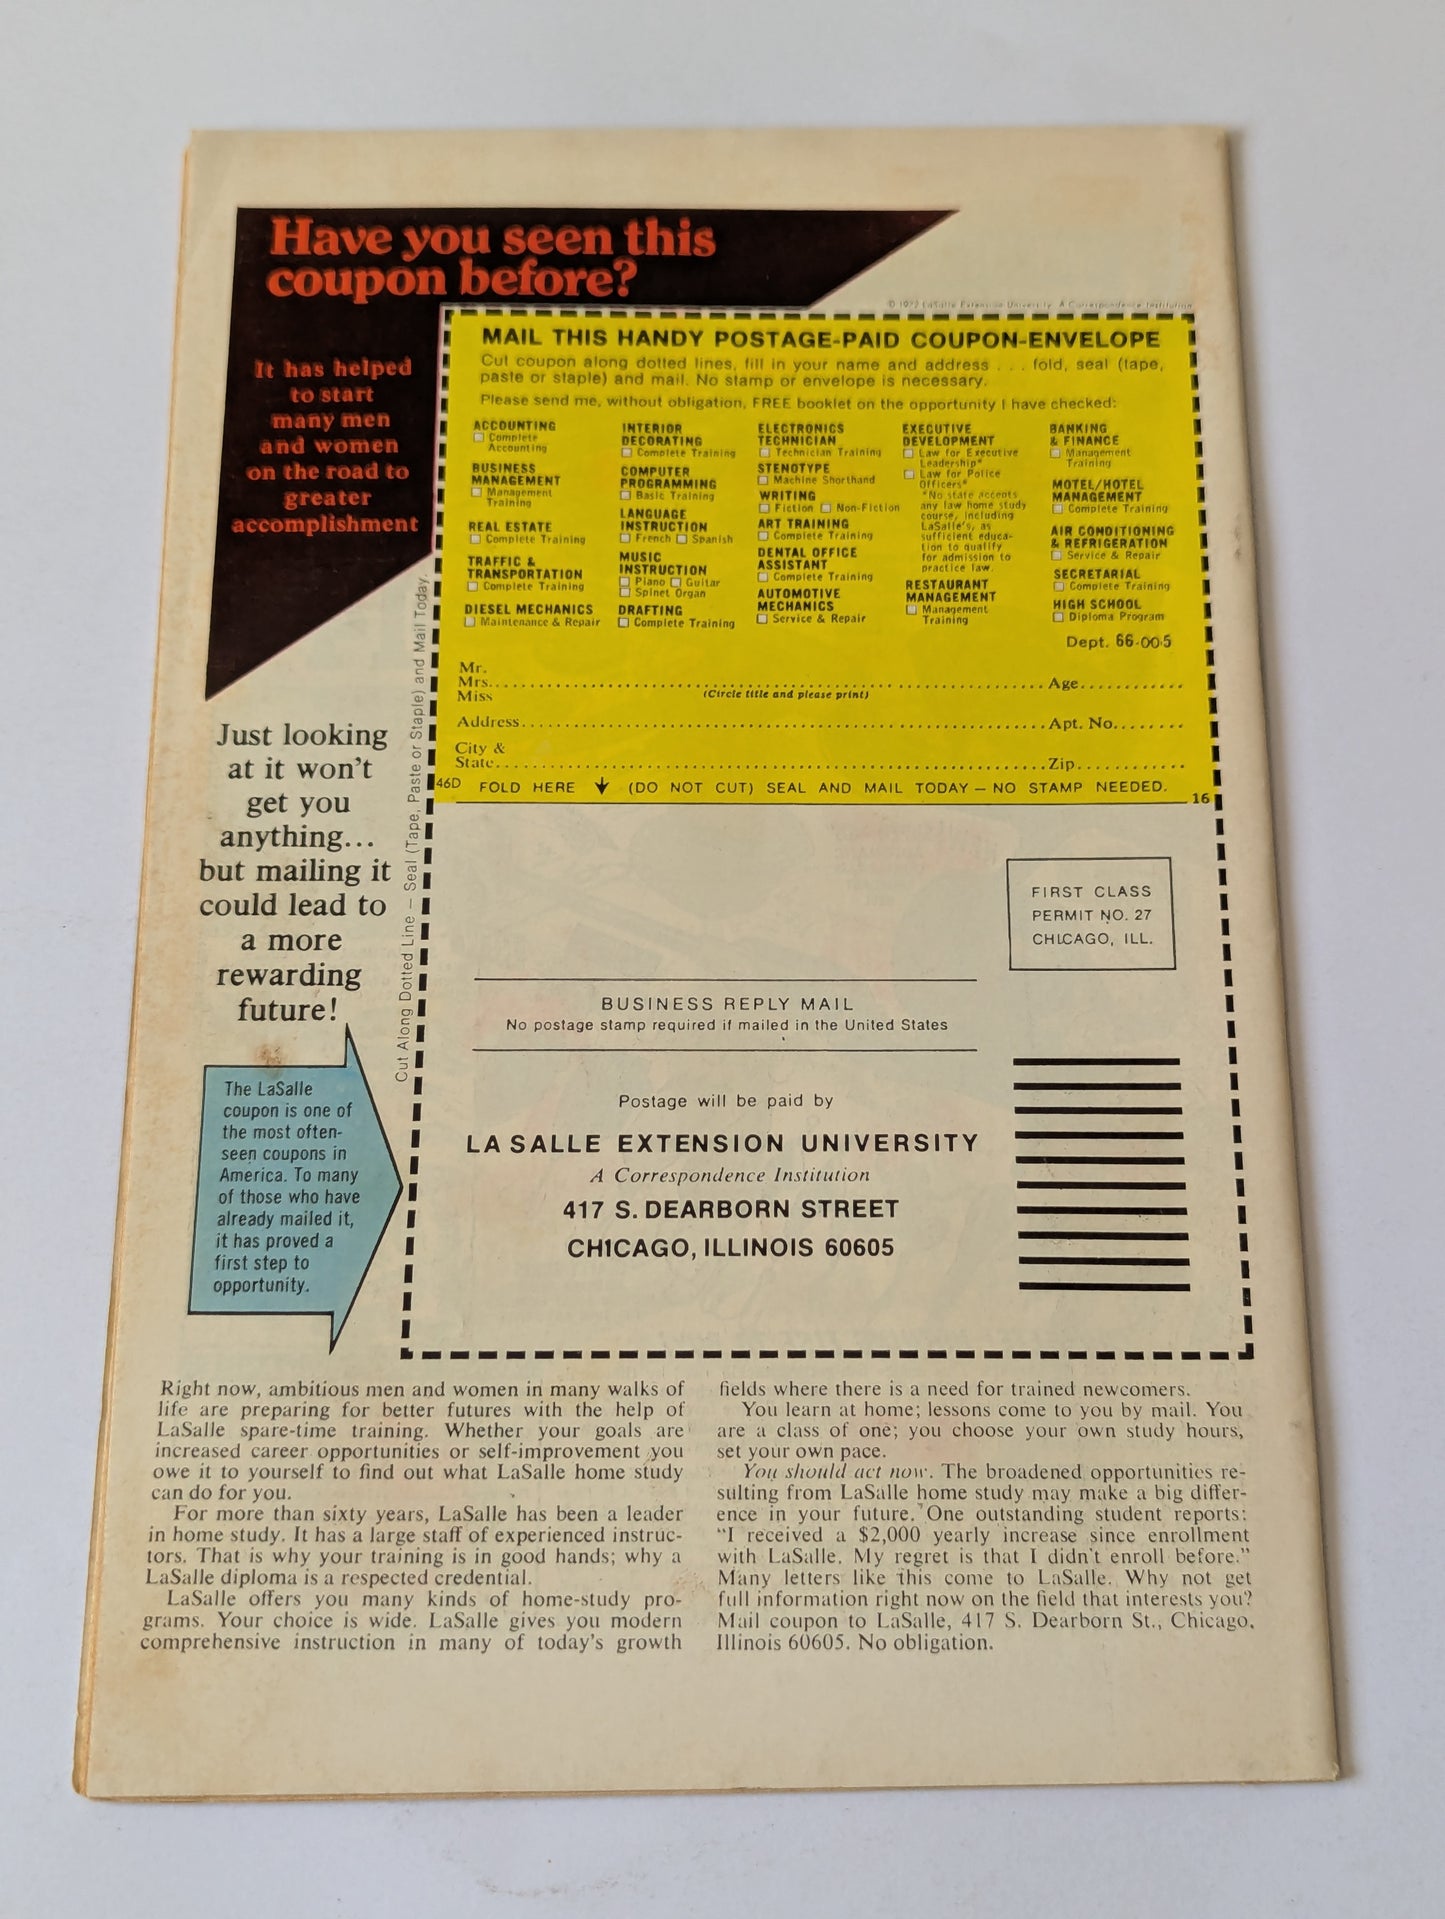 Have you seen this
coupon before?
It has helped
to start
many men
and women
on the road to
greater
accomplishment
Just looking
at it won't
get you
anything...
but mailing it
could lead to
a more
rewarding
future!
The LaSalle
coupon is one of
the most often-
seen coupons in
America. To many
of those who have
already mailed it,
it has proved a
first step to
opportunity.
Cut Along Dotted Line – Seal (Tape, Paste or Staple) and Mail Today.
LaSalle Extension University A Correspondence Institution
MAIL THIS HANDY POSTAGE-PAID COUPON-ENVELOPE
Cut coupon along dotted lines, fill in your name and address . . . fold, seal (tape,
paste or staple) and mail. No stamp or envelope is necessary.
Please send me, without obligation, FREE booklet on the opportunity I have checked:
ACCOUNTING
Complete
Accounting
BUSINESS
MANAGEMENT
Management
Training
REAL ESTATE
Complete Training
TRAFFIC &
TRANSPORTATION
Complete Training
DIESEL MECHANICS
Maintenance & Repair
INTERIOR
DECORATING
Complete Training
COMPUTER
PROGRAMMING
Basic Training
LANGUAGE
INSTRUCTION
French Spanish
MUSIC
INSTRUCTION
Piano Guitar
Spinet Organ
DRAFTING
Complete Training
ELECTRONICS
TECHNICIAN
Technician Training
STENOTYPE
Machine Shorthand
WRITING
Fiction Non-Fiction
ART TRAINING
Complete Training
DENTAL OFFICE
ASSISTANT
Complete Training
AUTOMOTIVE
MECHANICS
Service & Repair
EXECUTIVE
DEVELOPMENT
Law for Executive
Leadership*
Law for Police
Officers*
*No state accepts
any law home study
course, including
LaSalle's, as
sufficient educa-
tion to qualify
for admission to
practice law.
RESTAURANT
MANAGEMENT
Management
Training
BANKING
& FINANCE
Management
Training
MOTEL/HOTEL
MANAGEMENT
Complete Training
AIR CONDITIONING
& REFRIGERATION
Service & Repair
SECRETARIAL
Complete Training
HIGH SCHOOL
Diploma Program
Dept. 66-005
Mr.
Mrs. Age
Miss (Circle title and please print)
Address Apt. No.
City &
State Zip
46D FOLD HERE (DO NOT CUT) SEAL AND MAIL TODAY – NO STAMP NEEDED.
16
FIRST CLASS
PERMIT NO. 27
CHICAGO, ILL.
BUSINESS REPLY MAIL
No postage stamp required if mailed in the United States
Postage will be paid by
LA SALLE EXTENSION UNIVERSITY
A Correspondence Institution
417 S. DEARBORN STREET
CHICAGO, ILLINOIS 60605
Right now, ambitious men and women in many walks of
life are preparing for better futures with the help of
LaSalle spare-time training. Whether your goals are
increased career opportunities or self-improvement you
owe it to yourself to find out what LaSalle home study
can do for you.
For more than sixty years, LaSalle has been a leader
in home study. It has a large staff of experienced instruc-
tors. That is why your training is in good hands; why a
LaSalle diploma is a respected credential.
LaSalle offers you many kinds of home-study pro-
grams. Your choice is wide. LaSalle gives you modern
comprehensive instruction in many of today's growth
fields where there is a need for trained newcomers.
You learn at home; lessons come to you by mail. You
are a class of one; you choose your own study hours,
set your own pace.
You should act now. The broadened opportunities re-
sulting from LaSalle home study may make a big differ-
ence in your future. One outstanding student reports:
"I received a $2,000 yearly increase since enrollment
with LaSalle. My regret is that I didn't enroll before."
Many letters like this come to LaSalle. Why not get
full information right now on the field that interests you?
Mail coupon to LaSalle, 417 S. Dearborn St., Chicago,
Illinois 60605. No obligation.